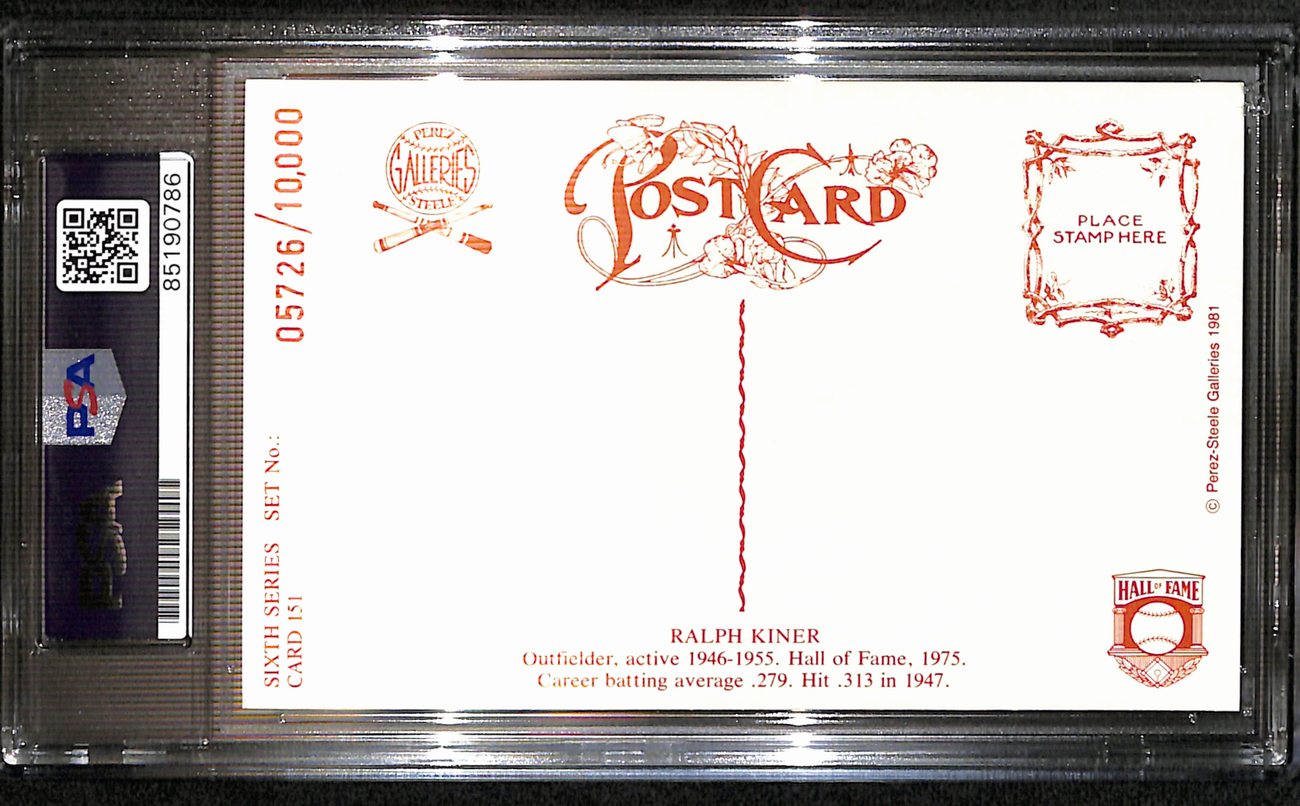 85190786
PSA
05726/10,000
SIXTH SERIES SET No.:
CARD 151
PEREZ
GALLERIES
STEELE
POSTCARD
PLACE
STAMP HERE
© Perez-Steele Galleries 1981
HALL OF FAME
RALPH KINER
Outfielder, active 1946-1955. Hall of Fame, 1975.
Career batting average .279. Hit .313 in 1947.